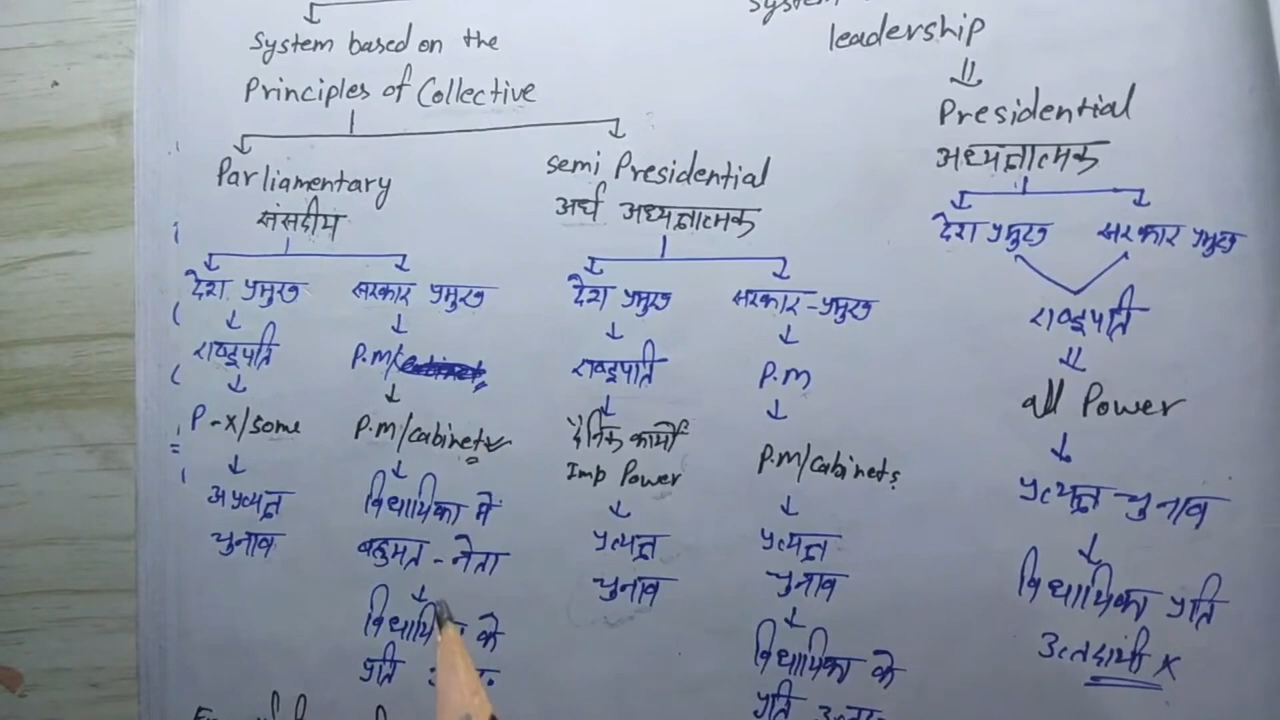 System based on the
Principles of Collective
Parliamentary
संसदीय
देश प्रमुख
राष्ट्रपति
P-X/some
अप्रत्यक्ष
चुनाव
सरकार प्रमुख
P.M/
P.M/cabinet
विधायिका में
बहुमत - नेता
विधायिका के
प्रति
semi Presidential
अर्ध अध्यक्षात्मक
देश प्रमुख
राष्ट्रपति
दैनिक कार्यों
Imp Power
प्रत्यक्ष
चुनाव
सरकार-प्रमुख
P.M
P.M/cabinets
प्रत्यक्ष
चुनाव
विधायिका के
प्रति
System
leadership
Presidential
अध्यक्षात्मक
देश प्रमुख
सरकार प्रमुख
राष्ट्रपति
all Power
प्रत्यक्ष-चुनाव
विधायिका प्रति
उत्तरदायी X